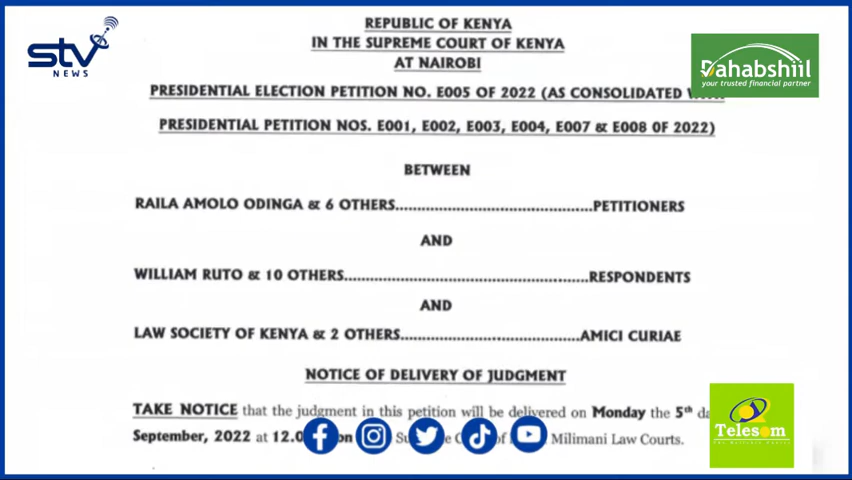 stv
NEWS
Dahabshiil
your trusted financial partner
REPUBLIC OF KENYA
IN THE SUPREME COURT OF KENYA
AT NAIROBI
PRESIDENTIAL ELECTION PETITION NO. E005 OF 2022 (AS CONSOLIDATED
PRESIDENTIAL PETITION NOS. E001, E002, E003, E004, E007 & E008 OF 2022)
BETWEEN
RAILA AMOLO ODINGA & 6 OTHERS..................................................PETITIONERS
AND
WILLIAM RUTO & 10 OTHERS..............................................................RESPONDENTS
AND
LAW SOCIETY OF KENYA & 2 OTHERS.............................................AMICI CURIAE
NOTICE OF DELIVERY OF JUDGMENT
TAKE NOTICE that the judgment in this petition will be delivered on Monday the 5th
September, 2022 at of Milimani Law Courts.
Telesom